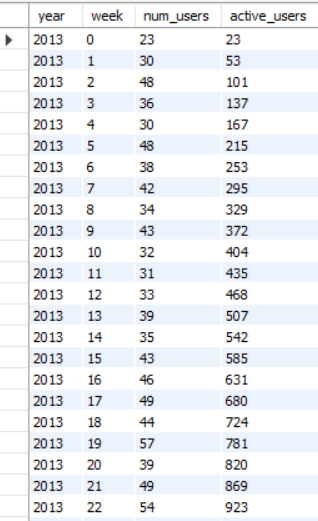 year week num_users active_users
2013 0 23 23
2013 1 30 53
2013 2 48 101
2013 3 36 137
2013 4 30 167
2013 5 48 215
2013 6 38 253
2013 7 42 295
2013 8 34 329
2013 9 43 372
2013 10 32 404
2013 11 31 435
2013 12 33 468
2013 13 39 507
2013 14 35 542
2013 15 43 585
2013 16 46 631
2013 17 49 680
2013 18 44 724
2013 19 57 781
2013 20 39 820
2013 21 49 869
2013 22 54 923